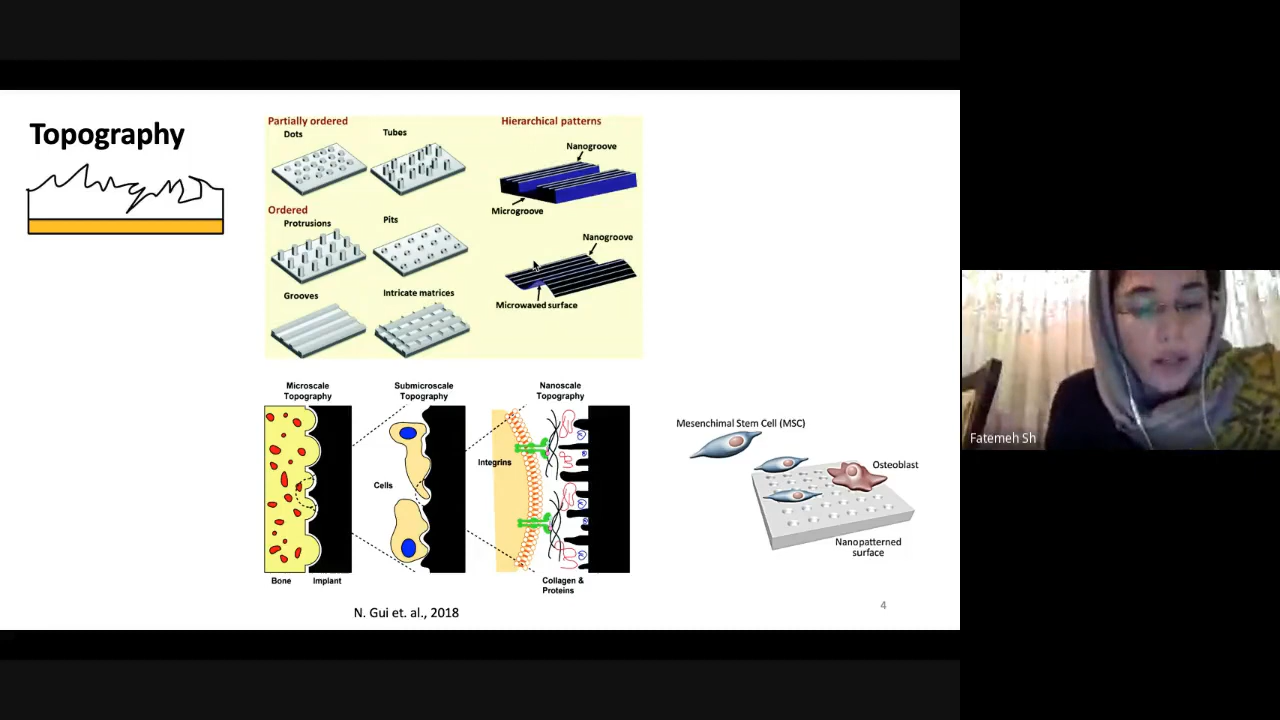 Topography
Partially ordered
Dots
Tubes
Ordered
Protrusions
Pits
Grooves
Intricate matrices
Hierarchical patterns
Nanogroove
Microgroove
Nanogroove
Microwaved surface
Microscale
Topography
Submicroscale
Topography
Nanoscale
Topography
Integrins
Cells
Bone
Implant
Collagen &
Proteins
N. Gui et. al., 2018
Mesenchimal Stem Cell (MSC)
Osteoblast
Nanopatterned
surface
4
Fatemeh Sh